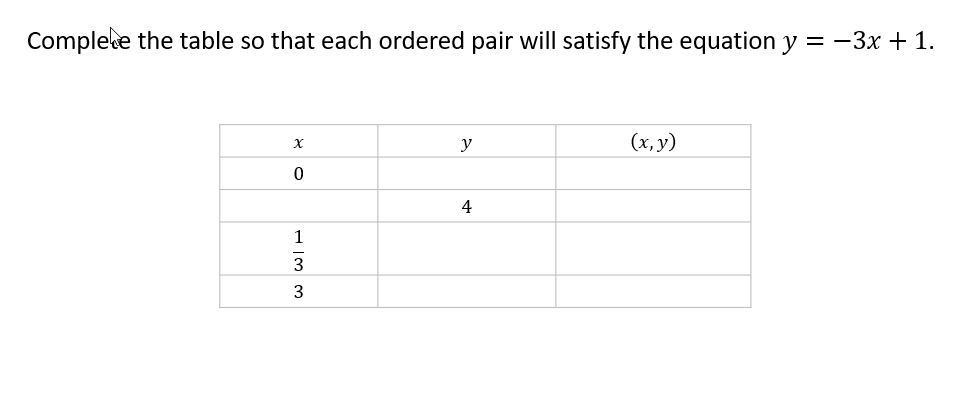 Complete the table so that each ordered pair will satisfy the equation y = −3x + 1.
x y (x, y)
0
4
1/3
3